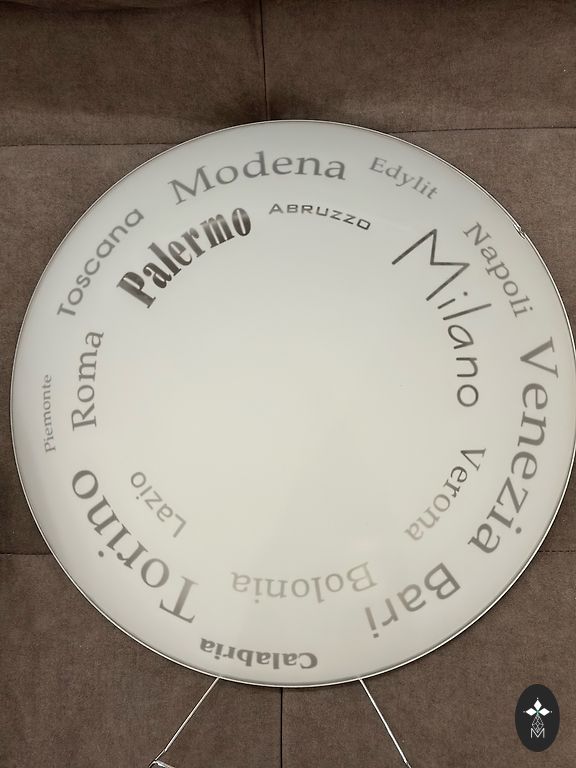 Modena
Edylit
Napoli
Venezia
Bari
Calabria
Torino
Piemonte
Toscana
Palermo
ABRUZZO
Milano
Verona
Bolonia
Lazio
Roma
M